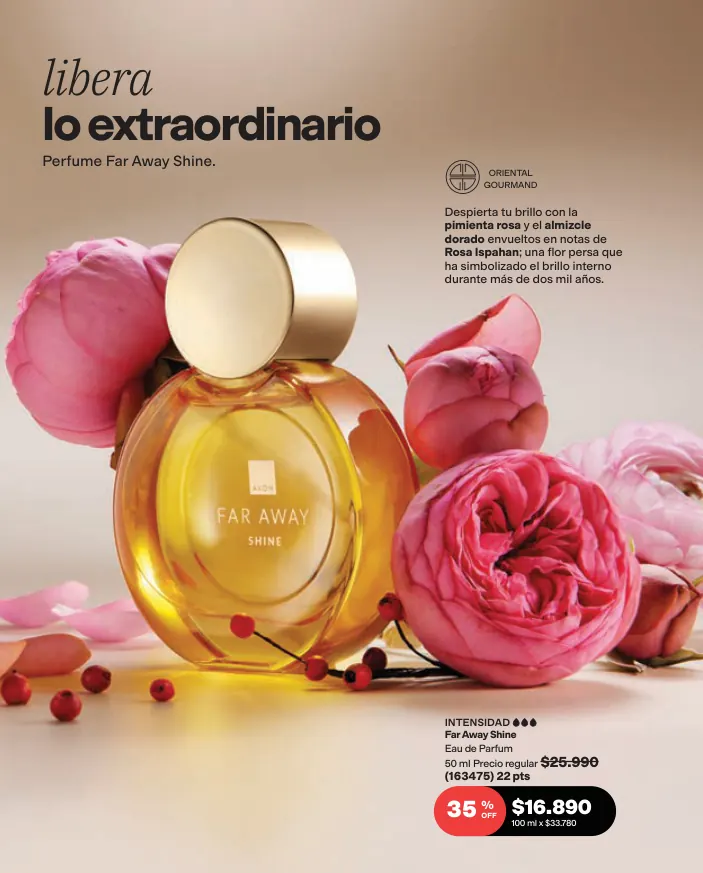 libera
lo extraordinario
Perfume Far Away Shine.
ORIENTAL
GOURMAND
Despierta tu brillo con la
pimienta rosa y el almizcle
dorado envueltos en notas de
Rosa Ispahan; una flor persa que
ha simbolizado el brillo interno
durante más de dos mil años.
AVON
FAR AWAY
SHINE
INTENSIDAD
Far Away Shine
Eau de Parfum
50 ml Precio regular $25.990
(163475) 22 pts
35 % OFF
$16.890
100 ml x $33.780